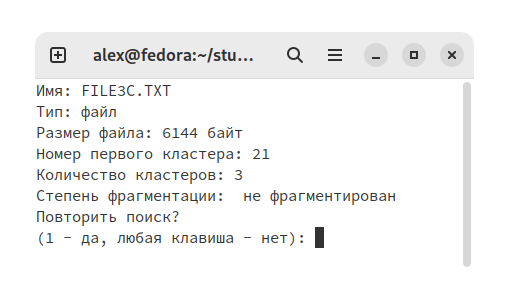 alex@fedora:~/stu...
Имя: FILE3C.TXT
Тип: файл
Размер файла: 6144 байт
Номер первого кластера: 21
Количество кластеров: 3
Степень фрагментации:  не фрагментирован
Повторить поиск?
(1 - да, любая клавиша - нет):